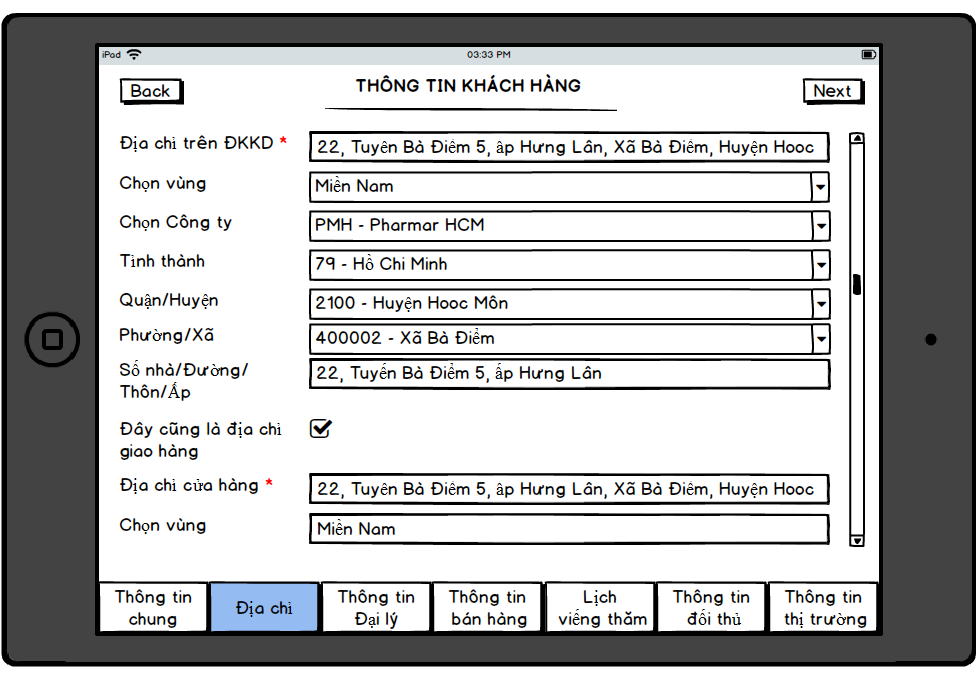 iPad 03:33 PM
Back THÔNG TIN KHÁCH HÀNG Next
Địa chỉ trên ĐKKD * 22, Tuyên Bà Điểm 5, âp Hưng Lân, Xã Bà Điểm, Huyện Hooc
Chọn vùng Miền Nam
Chọn Công ty PMH - Pharmar HCM
Tỉnh thành 79 - Hồ Chi Minh
Quận/Huyện 2100 - Huyện Hooc Môn
Phường/Xã 400002 - Xã Bà Điểm
Số nhà/Đường/
Thôn/Ấp
22, Tuyến Bà Điểm 5, ấp Hưng Lân
Đây cũng là địa chỉ
giao hàng
Địa chỉ cửa hàng * 22, Tuyên Bà Điểm 5, âp Hưng Lân, Xã Bà Điểm, Huyện Hooc
Chọn vùng Miền Nam
Thông tin
chung
Địa chỉ
Thông tin
Đại lý
Thông tin
bán hàng
Lịch
viếng thăm
Thông tin
đối thủ
Thông tin
thị trường